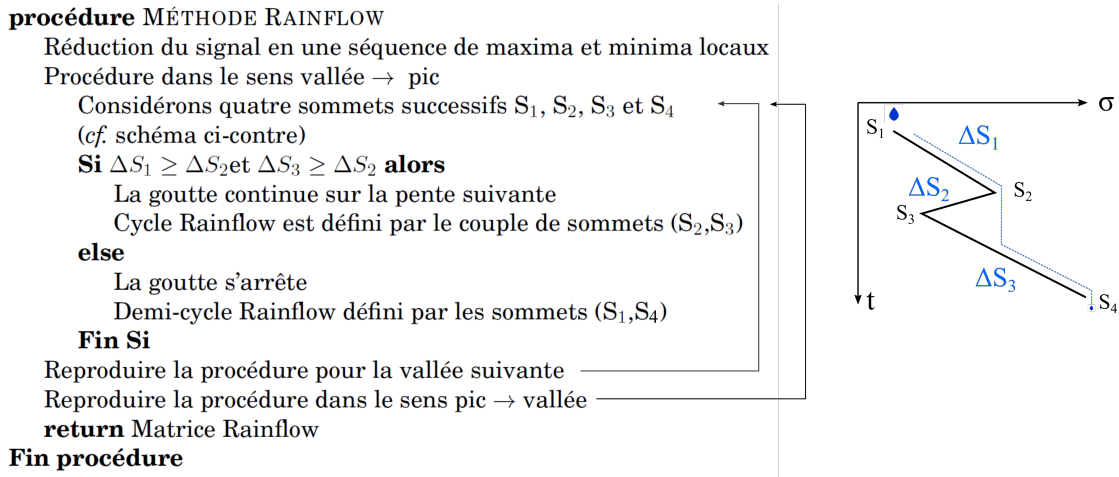 procédure MÉTHODE RAINFLOW
Réduction du signal en une séquence de maxima et minima locaux
Procédure dans le sens vallée → pic
Considérons quatre sommets successifs S₁, S₂, S₃ et S₄
(cf. schéma ci-contre)
Si ΔS₁ ≥ ΔS₂et ΔS₃ ≥ ΔS₂ alors
La goutte continue sur la pente suivante
Cycle Rainflow est défini par le couple de sommets (S₂,S₃)
else
La goutte s'arrête
Demi-cycle Rainflow défini par les sommets (S₁,S₄)
Fin Si
Reproduire la procédure pour la vallée suivante
Reproduire la procédure dans le sens pic → vallée
return Matrice Rainflow
Fin procédure
σ
S₁
ΔS₁
ΔS₂
S₂
S₃
ΔS₃
t
S₄